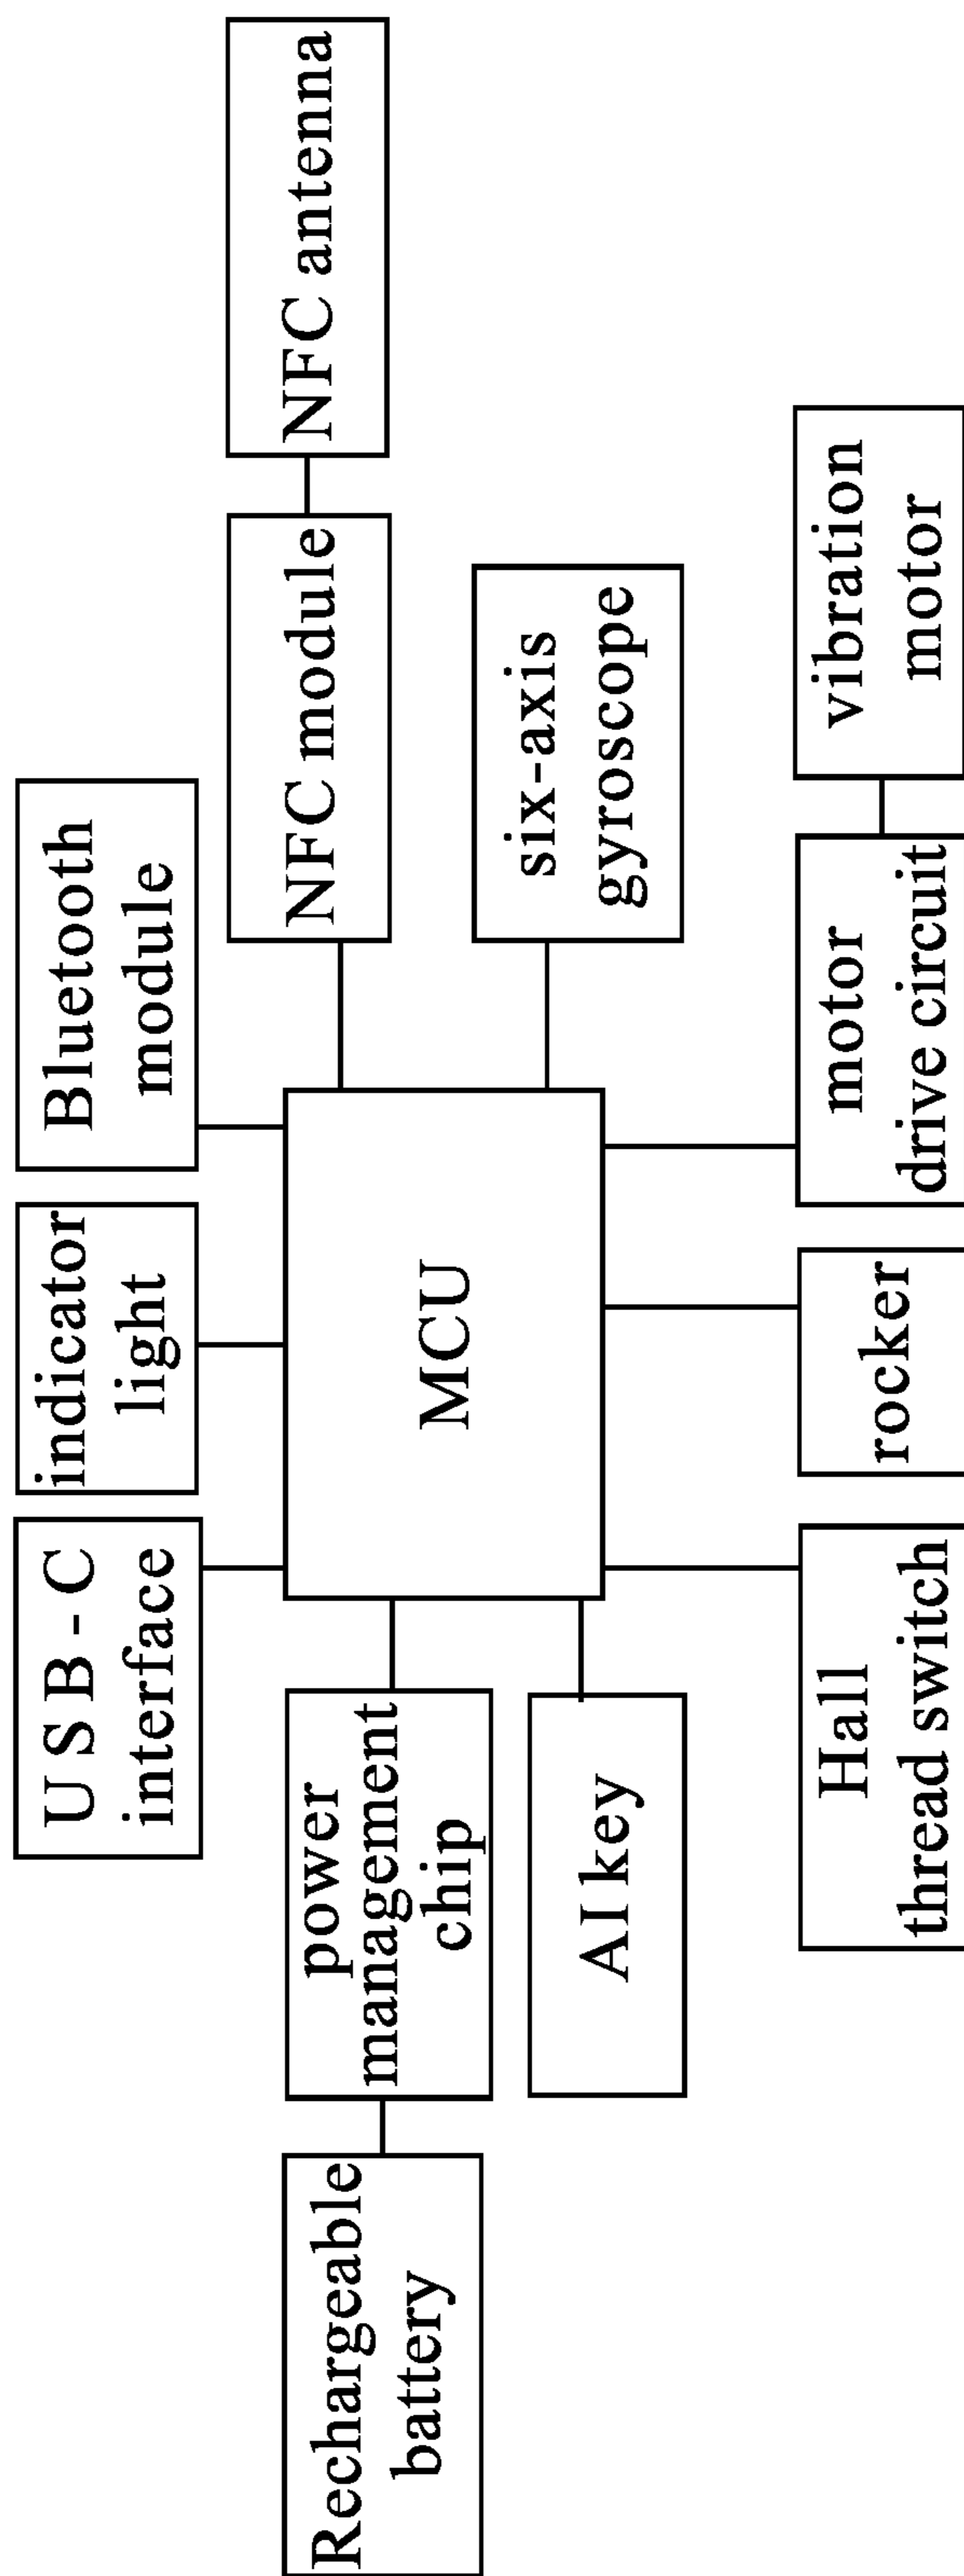 USB-C
interface
indicator
light
Bluetooth
module
Rechargeable
battery
power
management
chip
AI key
MCU
NFC module
NFC antenna
six-axis
gyroscope
Hall
thread switch
rocker
motor
drive circuit
vibration
motor